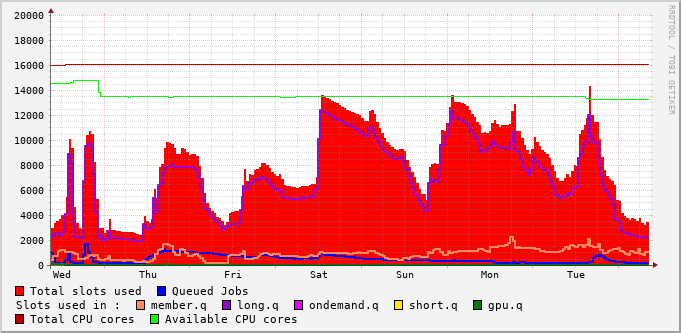 RRDTOOL / TOBI OETIKER
20000
18000
16000
14000
12000
10000
8000
6000
4000
2000
0
Wed Thu Fri Sat Sun Mon Tue
Total slots used Queued Jobs
Slots used in : member.q long.q ondemand.q short.q gpu.q
Total CPU cores Available CPU cores